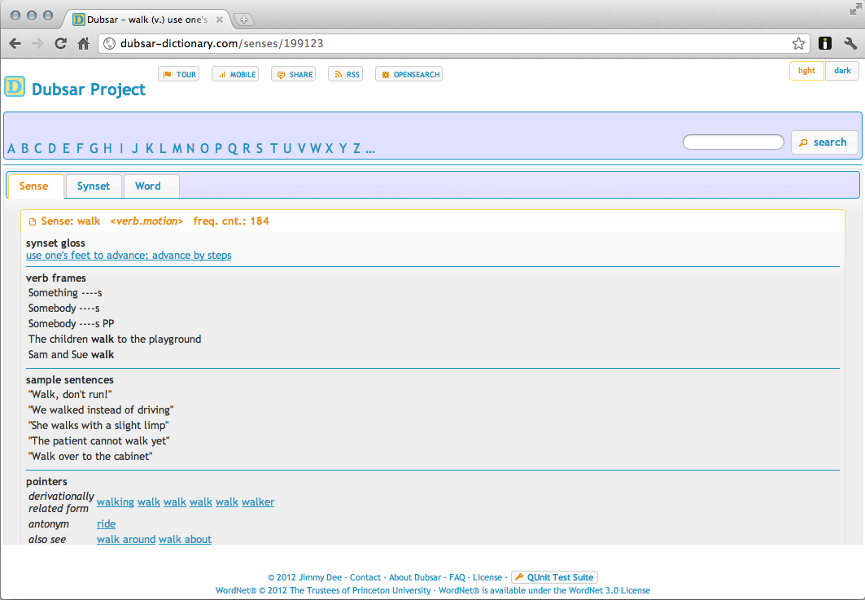 Dubsar – walk (v.) use one's
dubsar-dictionary.com/senses/199123
D Dubsar Project
TOUR MOBILE SHARE RSS OPENSEARCH
light dark
A B C D E F G H I J K L M N O P Q R S T U V W X Y Z ...
search
Sense Synset Word
Sense: walk <verb.motion> freq. cnt.: 184
synset gloss
use one's feet to advance; advance by steps
verb frames
Something ----s
Somebody ----s
Somebody ----s PP
The children walk to the playground
Sam and Sue walk
sample sentences
"Walk, don't run!"
"We walked instead of driving"
"She walks with a slight limp"
"The patient cannot walk yet"
"Walk over to the cabinet"
pointers
derivationally
related form walking walk walk walk walk walker
antonym ride
also see walk around walk about
© 2012 Jimmy Dee - Contact - About Dubsar - FAQ - License - QUnit Test Suite
WordNet® © 2012 The Trustees of Princeton University - WordNet® is available under the WordNet 3.0 License